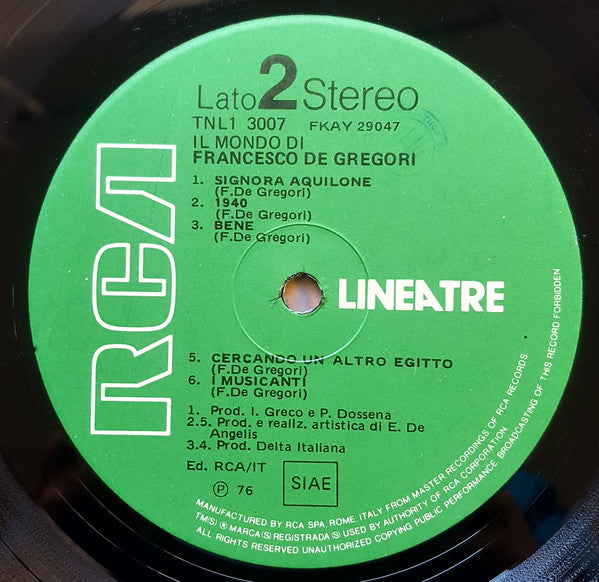 Lato 2 Stereo
TNL1 3007 FKAY 29047
IL MONDO DI
FRANCESCO DE GREGORI
1. SIGNORA AQUILONE
(F.De Gregori)
2. 1940
(F.De Gregori)
3. BENE
(F.De Gregori)
RCA
LINEATRE
5. CERCANDO UN ALTRO EGITTO
(F.De Gregori)
6. I MUSICANTI
(F.De Gregori)
1. Prod. I. Greco e P. Dossena
2.5. Prod. e realiz. artistica di E. De
Angelis
3.4. Prod. Delta Italiana
Ed. RCA/IT
SIAE
℗ 76
MANUFACTURED BY RCA SPA, ROME, ITALY, FROM MASTER RECORDINGS OF RCA RECORDS
TM(S) ® MARCA(S) REGISTRADA(S) USED BY AUTHORITY OF RCA CORPORATION
ALL RIGHTS RESERVED UNAUTHORIZED COPYING PUBLIC PERFORMANCE BROADCASTING OF THIS RECORD FORBIDDEN